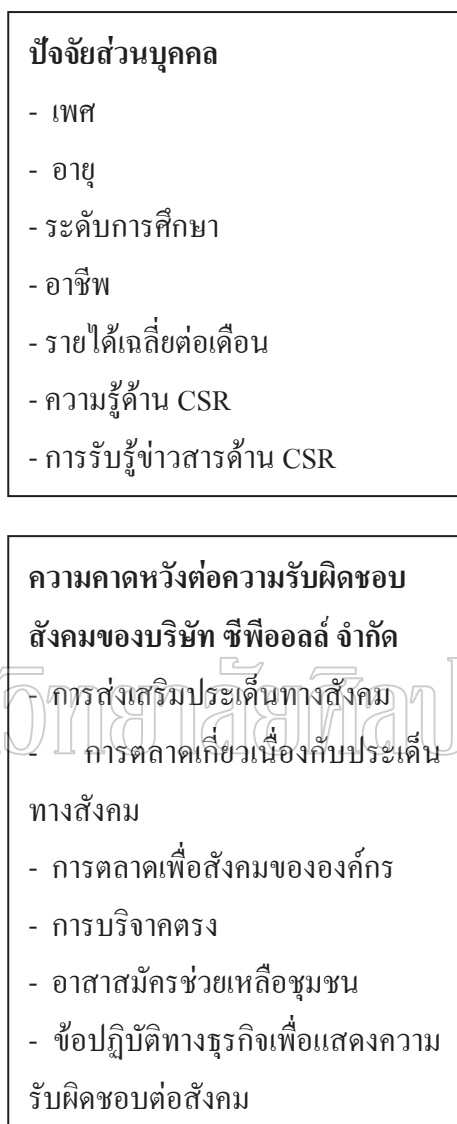 ปัจจัยส่วนบุคคล
- เพศ
- อายุ
- ระดับการศึกษา
- อาชีพ
- รายได้เฉลี่ยต่อเดือน
- ความรู้ด้าน CSR
- การรับรู้ข่าวสารด้าน CSR
ความคาดหวังต่อความรับผิดชอบ
สังคมของบริษัท ซีพีออลล์ จำกัด
- การส่งเสริมประเด็นทางสังคม
- การตลาดเกี่ยวเนื่องกับประเด็น
ทางสังคม
- การตลาดเพื่อสังคมขององค์กร
- การบริจาคตรง
- อาสาสมัครช่วยเหลือชุมชน
- ข้อปฏิบัติทางธุรกิจเพื่อแสดงความ
รับผิดชอบต่อสังคม